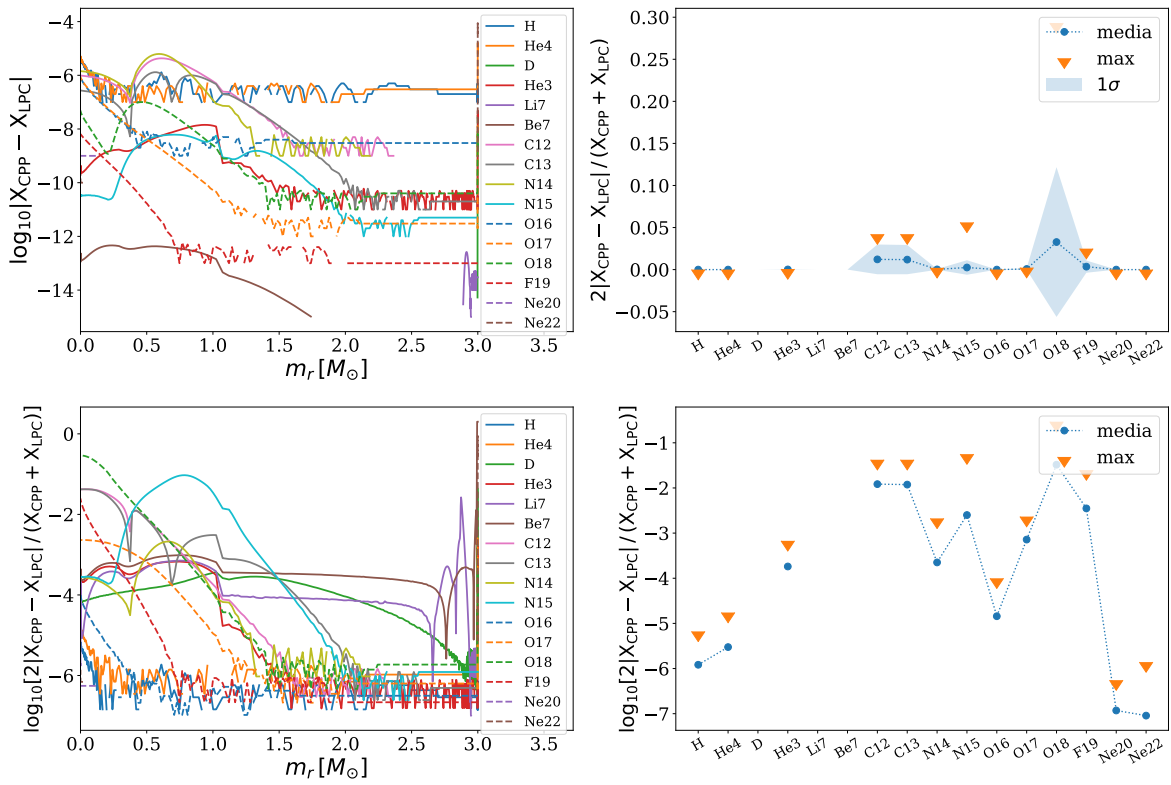 −4
−6
−8
−10
−12
−14
log₁₀|X_CPP − X_LPC|
0.0 0.5 1.0 1.5 2.0 2.5 3.0 3.5
m_r [M_⊙]
H
He4
D
He3
Li7
Be7
C12
C13
N14
N15
O16
O17
O18
F19
Ne20
Ne22
0.30
0.25
0.20
0.15
0.10
0.05
0.00
−0.05
2|X_CPP − X_LPC| / (X_CPP + X_LPC)
media
max
1σ
H He4 D He3 Li7 Be7 C12 C13 N14 N15 O16 O17 O18 F19 Ne20 Ne22
0
−2
−4
−6
log₁₀[2|X_CPP − X_LPC| / (X_CPP + X_LPC)]
0.0 0.5 1.0 1.5 2.0 2.5 3.0 3.5
m_r [M_⊙]
H
He4
D
He3
Li7
Be7
C12
C13
N14
N15
O16
O17
O18
F19
Ne20
Ne22
−1
−2
−3
−4
−5
−6
−7
log₁₀[2|X_CPP − X_LPC| / (X_CPP + X_LPC)]
media
max
H He4 D He3 Li7 Be7 C12 C13 N14 N15 O16 O17 O18 F19 Ne20 Ne22